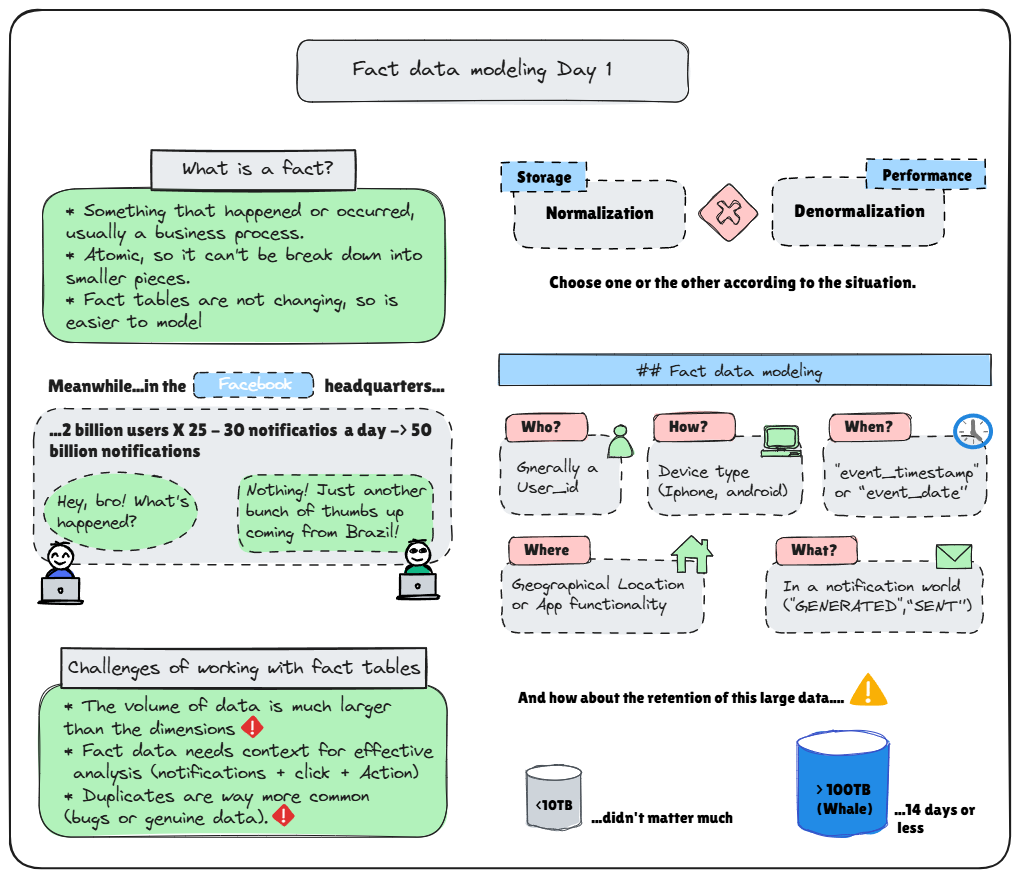 Fact data modeling Day 1
What is a fact?
* Something that happened or occurred,
usually a business process.
* Atomic, so it can't be break down into
smaller pieces.
* Fact tables are not changing, so is
easier to model
Meanwhile...in the Facebook headquarters...
...2 billion users X 25 - 30 notificatios a day -> 50
billion notifications
Hey, bro! What's
happened?
Nothing! Just another
bunch of thumbs up
coming from Brazil!
Challenges of working with fact tables
* The volume of data is much larger
than the dimensions
* Fact data needs context for effective
analysis (notifications + click + Action)
* Duplicates are way more common
(bugs or genuine data).
Storage
Normalization
Performance
Denormalization
Choose one or the other according to the situation.
## Fact data modeling
Who?
Gnerally a
User_id
How?
Device type
(Iphone, android)
When?
"event_timestamp"
or "event_date"
Where
Geographical Location
or App functionality
What?
In a notification world
("GENERATED","SENT")
And how about the retention of this large data....
<10TB
...didn't matter much
> 100TB
(Whale)
...14 days or
less